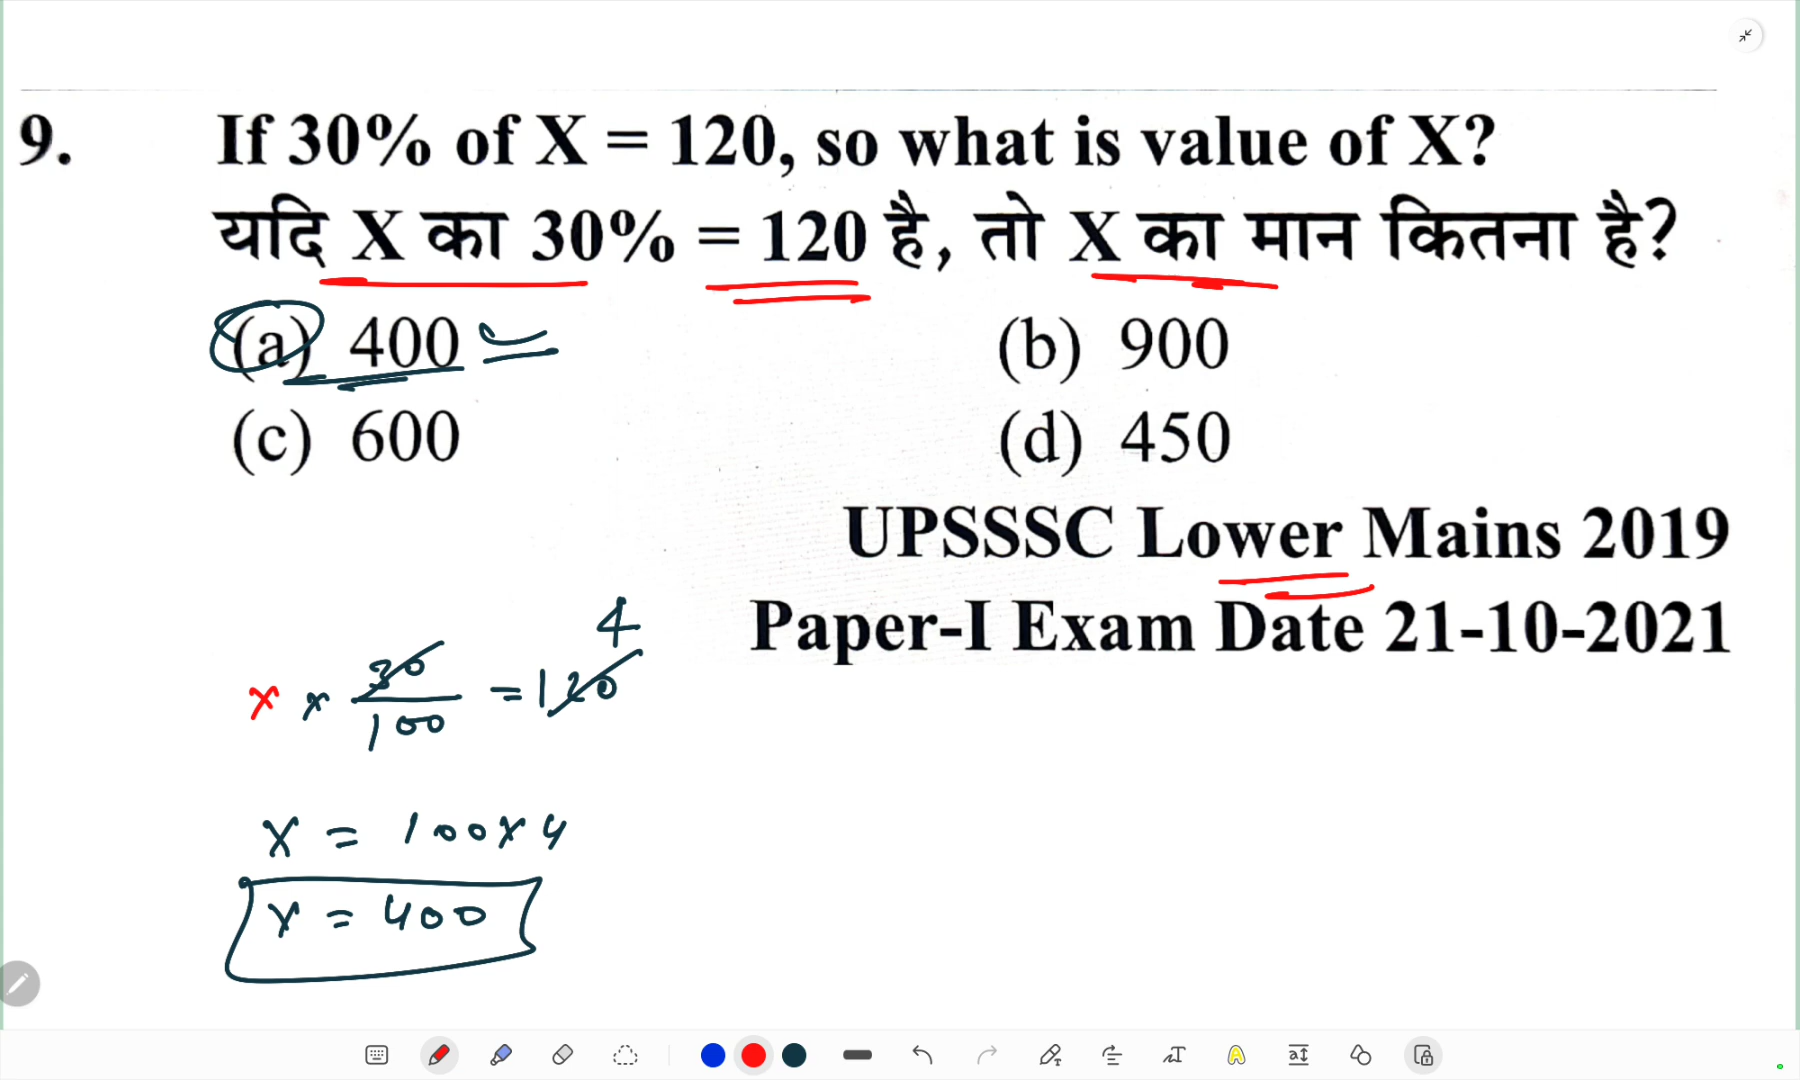 9. If 30% of X = 120, so what is value of X?
यदि X का 30% = 120 है, तो X का मान कितना है?
(a) 400 (b) 900
(c) 600 (d) 450
UPSSSC Lower Mains 2019
Paper-I Exam Date 21-10-2021
x × 30/100 = 120 4
x = 100×4
x = 400